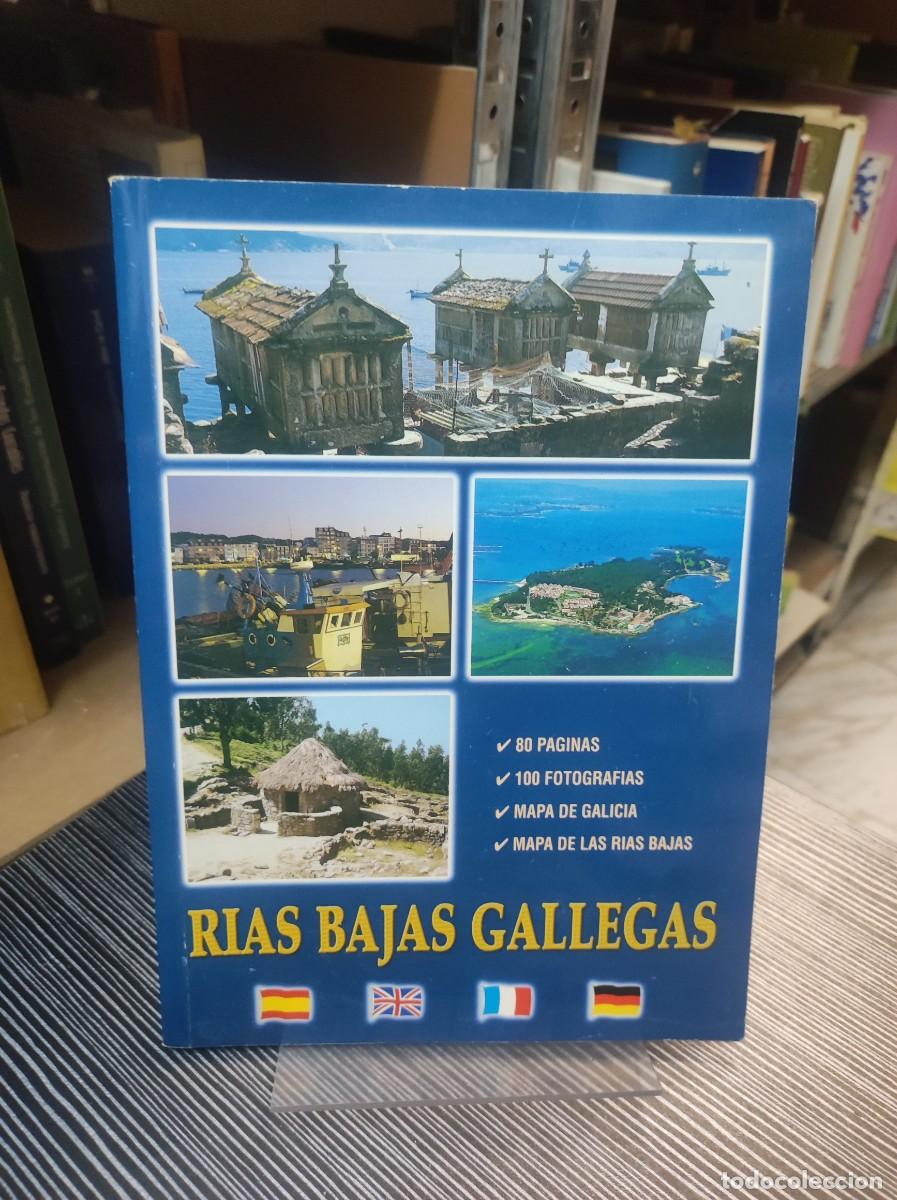 ✔ 80 PAGINAS
✔ 100 FOTOGRAFIAS
✔ MAPA DE GALICIA
✔ MAPA DE LAS RIAS BAJAS
RIAS BAJAS GALLEGAS
todocoleccion